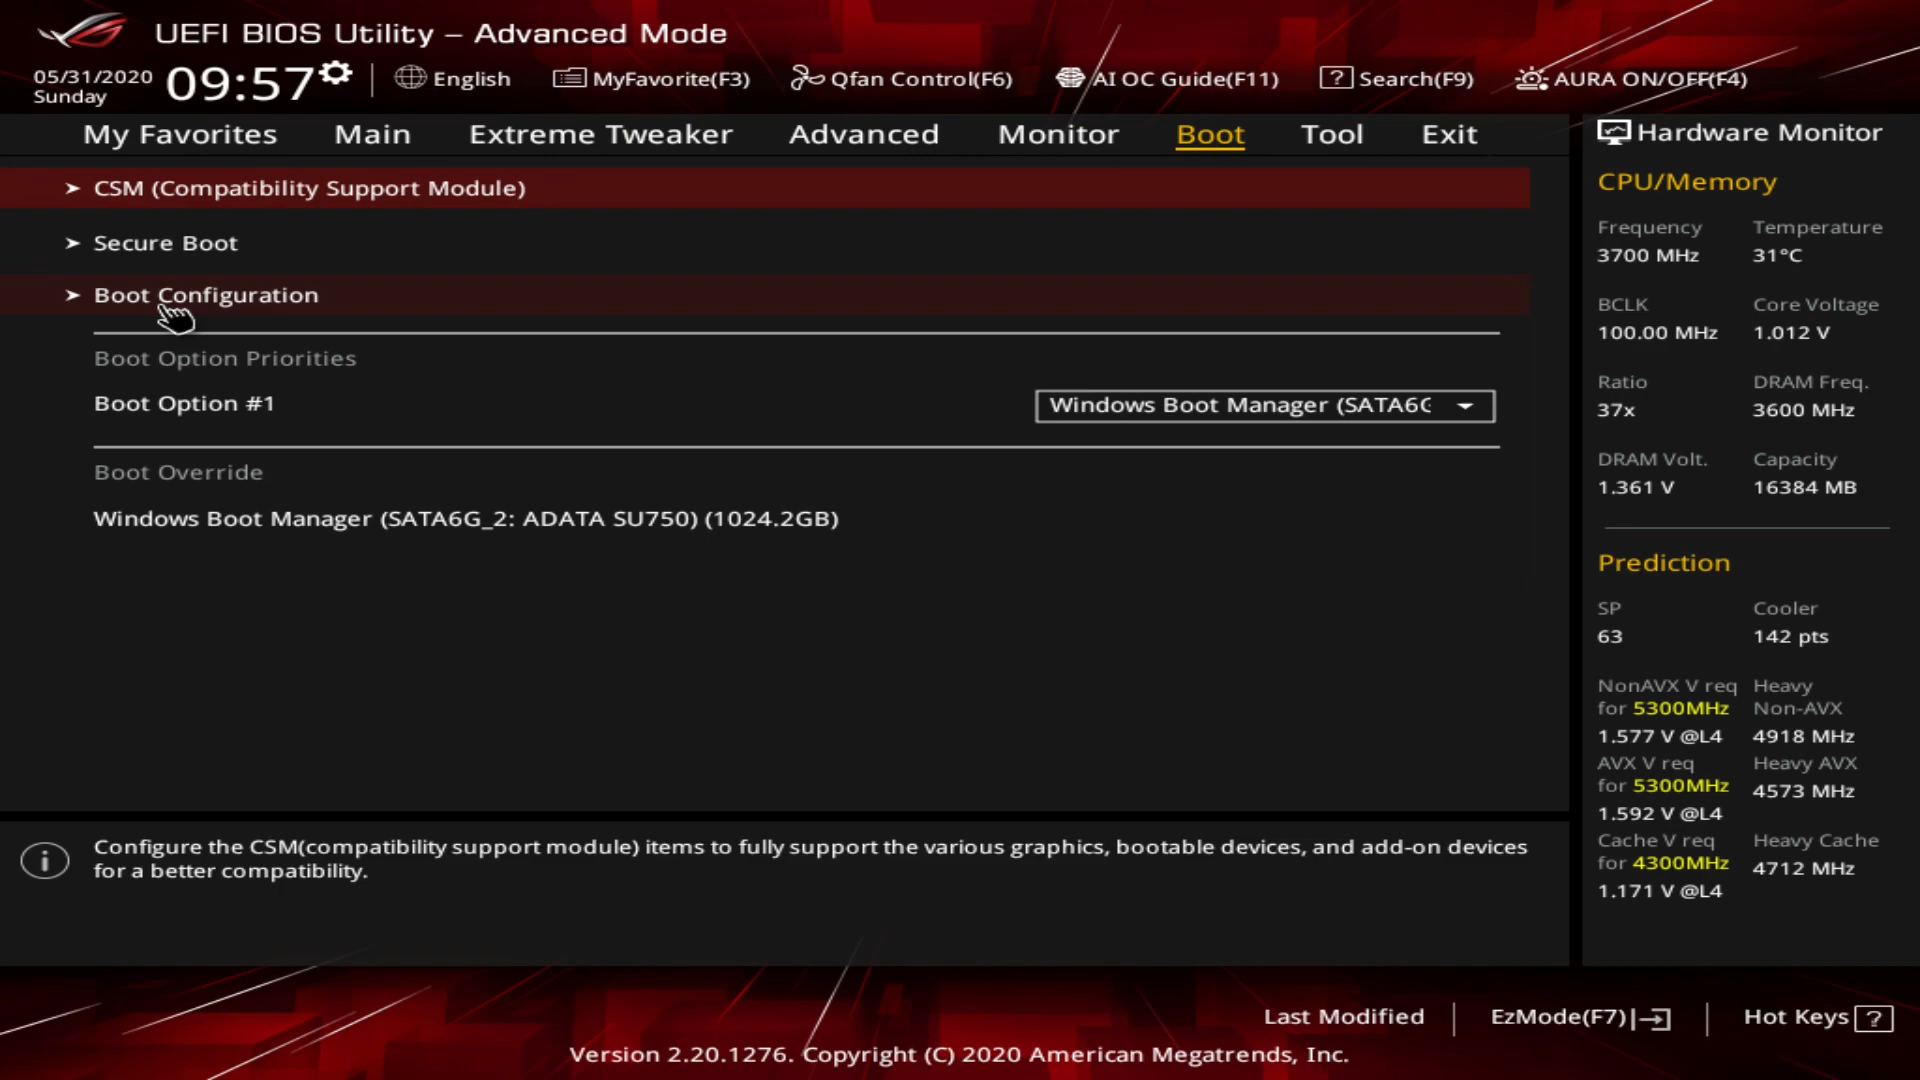 UEFI BIOS Utility – Advanced Mode
05/31/2020
Sunday
09:57
English
MyFavorite(F3)
Qfan Control(F6)
AI OC Guide(F11)
? Search(F9)
AURA ON/OFF(F4)
My Favorites
Main
Extreme Tweaker
Advanced
Monitor
Boot
Tool
Exit
CSM (Compatibility Support Module)
Secure Boot
Boot Configuration
Boot Option Priorities
Boot Option #1
Windows Boot Manager (SATA6G
Boot Override
Windows Boot Manager (SATA6G_2: ADATA SU750) (1024.2GB)
i
Configure the CSM(compatibility support module) items to fully support the various graphics, bootable devices, and add-on devices
for a better compatibility.
Hardware Monitor
CPU/Memory
Frequency Temperature
3700 MHz 31°C
BCLK Core Voltage
100.00 MHz 1.012 V
Ratio DRAM Freq.
37x 3600 MHz
DRAM Volt. Capacity
1.361 V 16384 MB
Prediction
SP Cooler
63 142 pts
NonAVX V req Heavy
for 5300MHz Non-AVX
1.577 V @L4 4918 MHz
AVX V req Heavy AVX
for 5300MHz 4573 MHz
1.592 V @L4
Cache V req Heavy Cache
for 4300MHz 4712 MHz
1.171 V @L4
Last Modified
EzMode(F7)
Hot Keys ?
Version 2.20.1276. Copyright (C) 2020 American Megatrends, Inc.